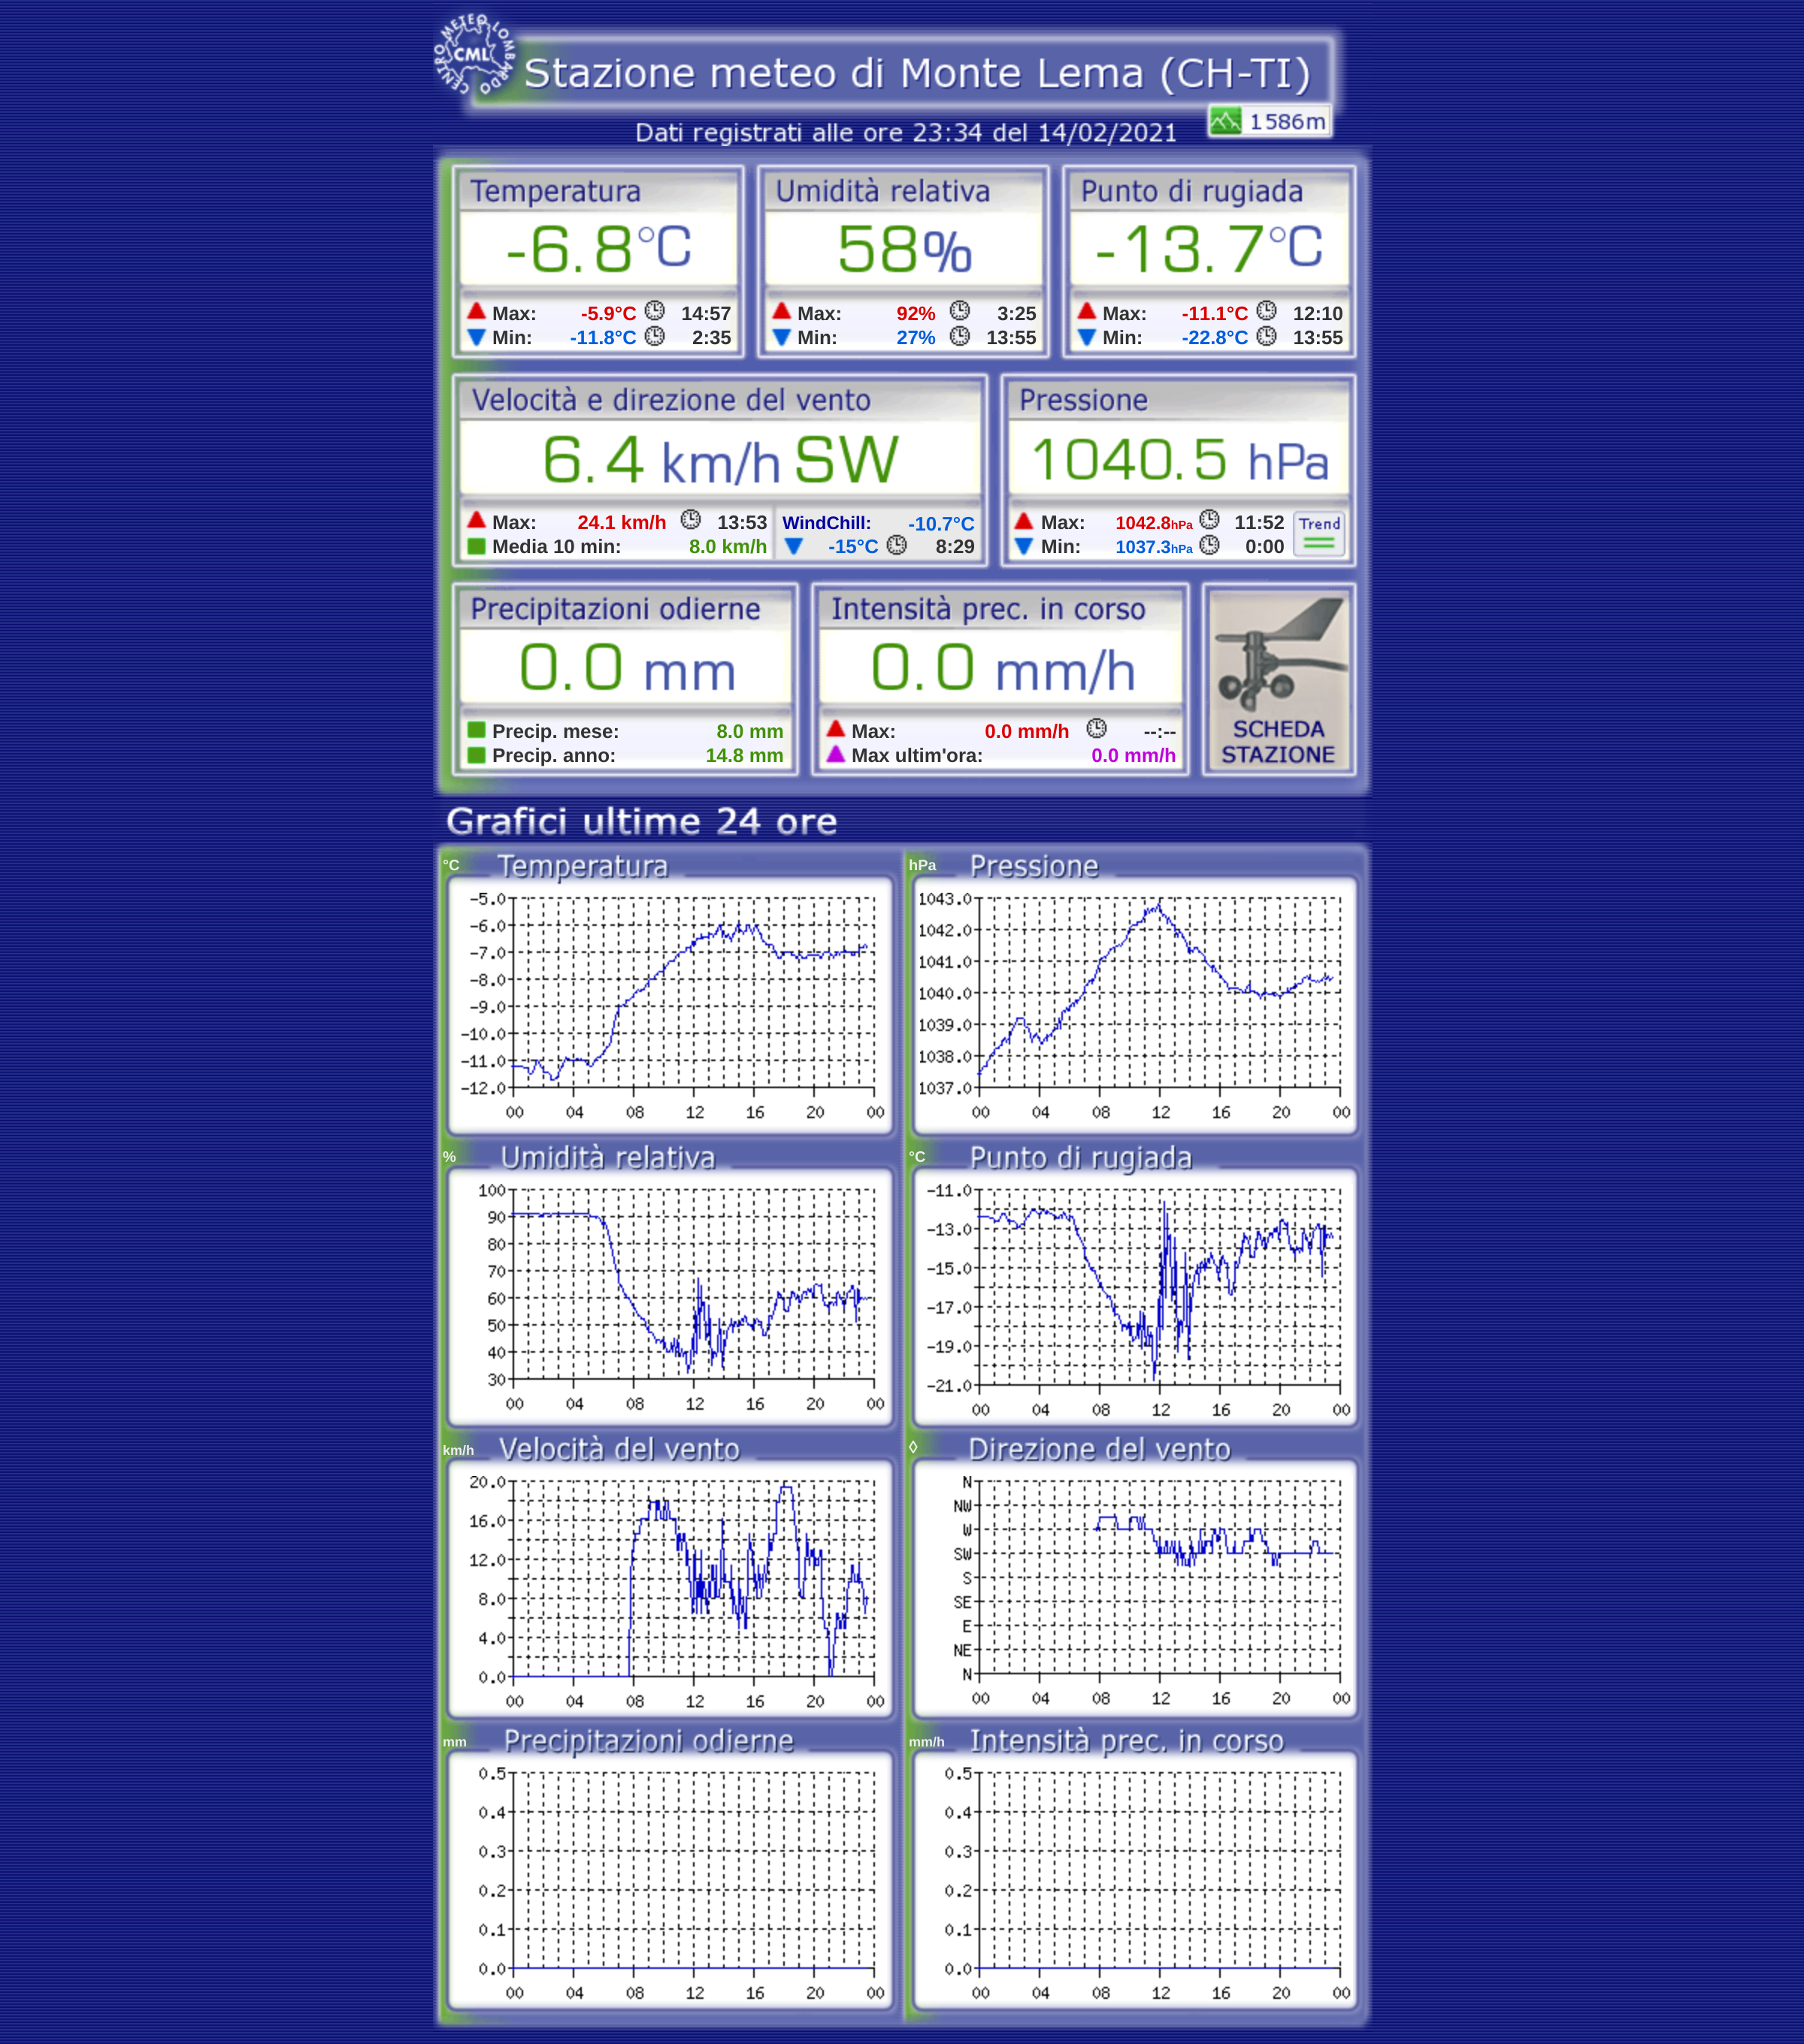 CENTRO METEO LOMBARDO
CML
Stazione meteo di Monte Lema (CH-TI)
1586m
Dati registrati alle ore 23:34 del 14/02/2021
Temperatura
-6.8°C
Max: -5.9°C 14:57
Min: -11.8°C 2:35
Umidità relativa
58%
Max: 92% 3:25
Min: 27% 13:55
Punto di rugiada
-13.7°C
Max: -11.1°C 12:10
Min: -22.8°C 13:55
Velocità e direzione del vento
6.4 km/h SW
Max: 24.1 km/h 13:53
Media 10 min: 8.0 km/h
WindChill: -10.7°C
-15°C 8:29
Pressione
1040.5 hPa
Max: 1042.8hPa 11:52
Min: 1037.3hPa 0:00
Trend
Precipitazioni odierne
0.0 mm
Precip. mese: 8.0 mm
Precip. anno: 14.8 mm
Intensità prec. in corso
0.0 mm/h
Max: 0.0 mm/h --:--
Max ultim'ora: 0.0 mm/h
SCHEDA
STAZIONE
Grafici ultime 24 ore
°C Temperatura
-5.0
-6.0
-7.0
-8.0
-9.0
-10.0
-11.0
-12.0
00 04 08 12 16 20 00
hPa Pressione
1043.0
1042.0
1041.0
1040.0
1039.0
1038.0
1037.0
00 04 08 12 16 20 00
% Umidità relativa
100
90
80
70
60
50
40
30
00 04 08 12 16 20 00
°C Punto di rugiada
-11.0
-13.0
-15.0
-17.0
-19.0
-21.0
00 04 08 12 16 20 00
km/h Velocità del vento
20.0
16.0
12.0
8.0
4.0
0.0
00 04 08 12 16 20 00
◊ Direzione del vento
N
NW
W
SW
S
SE
E
NE
N
00 04 08 12 16 20 00
mm Precipitazioni odierne
0.5
0.4
0.3
0.2
0.1
0.0
00 04 08 12 16 20 00
mm/h Intensità prec. in corso
0.5
0.4
0.3
0.2
0.1
0.0
00 04 08 12 16 20 00